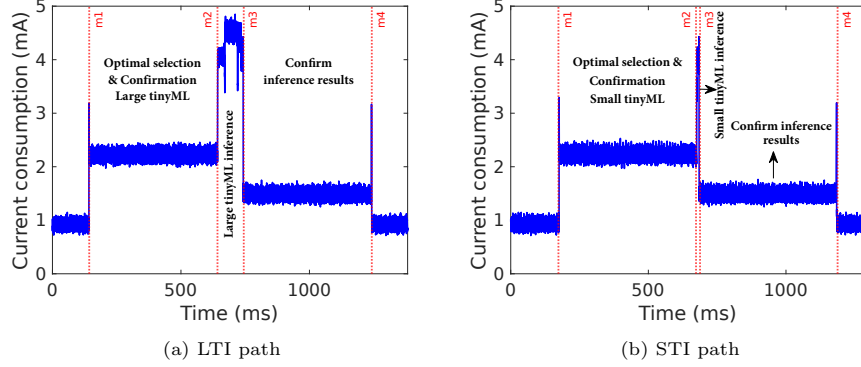 m1
m2
m3
m4
Optimal selection
& Confirmation
Large tinyML
Confirm
inference results
Large tinyML inference
Current consumption (mA)
5
4
3
2
1
0
0
500
1000
Time (ms)
(a) LTI path
m1
m2
m3
m4
Optimal selection &
Confirmation
Small tinyML
Small tinyML inference
Confirm inference
results
Current consumption (mA)
5
4
3
2
1
0
0
500
1000
Time (ms)
(b) STI path